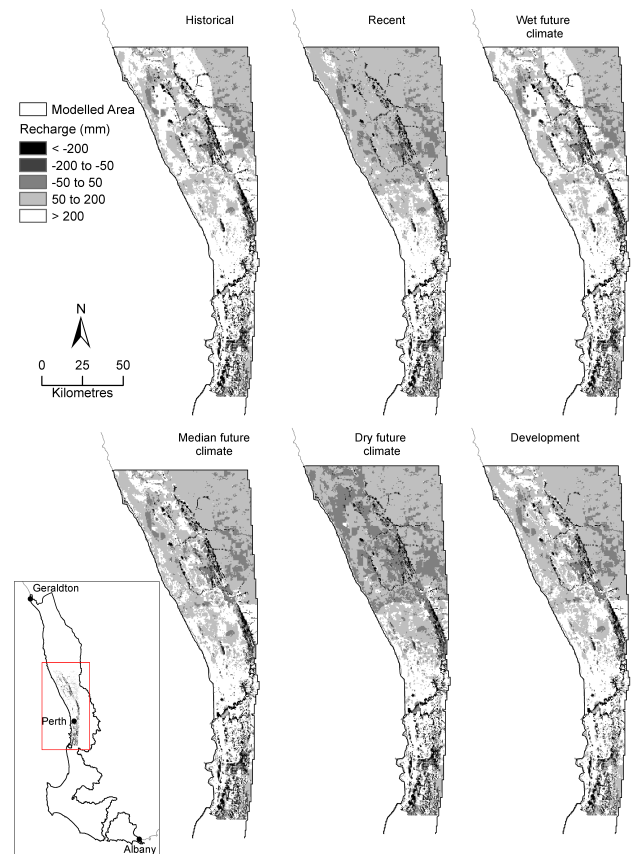 Historical
Recent
Wet future
climate
Modelled Area
Recharge (mm)
< -200
-200 to -50
-50 to 50
50 to 200
> 200
N
0 25 50
Kilometres
Median future
climate
Dry future
climate
Development
Geraldton
Perth
Albany